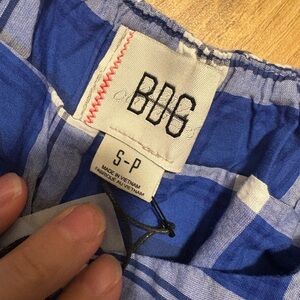 BDG
S-P
MADE IN VIETNAM
FABRIQUÉ AU VIETNAM